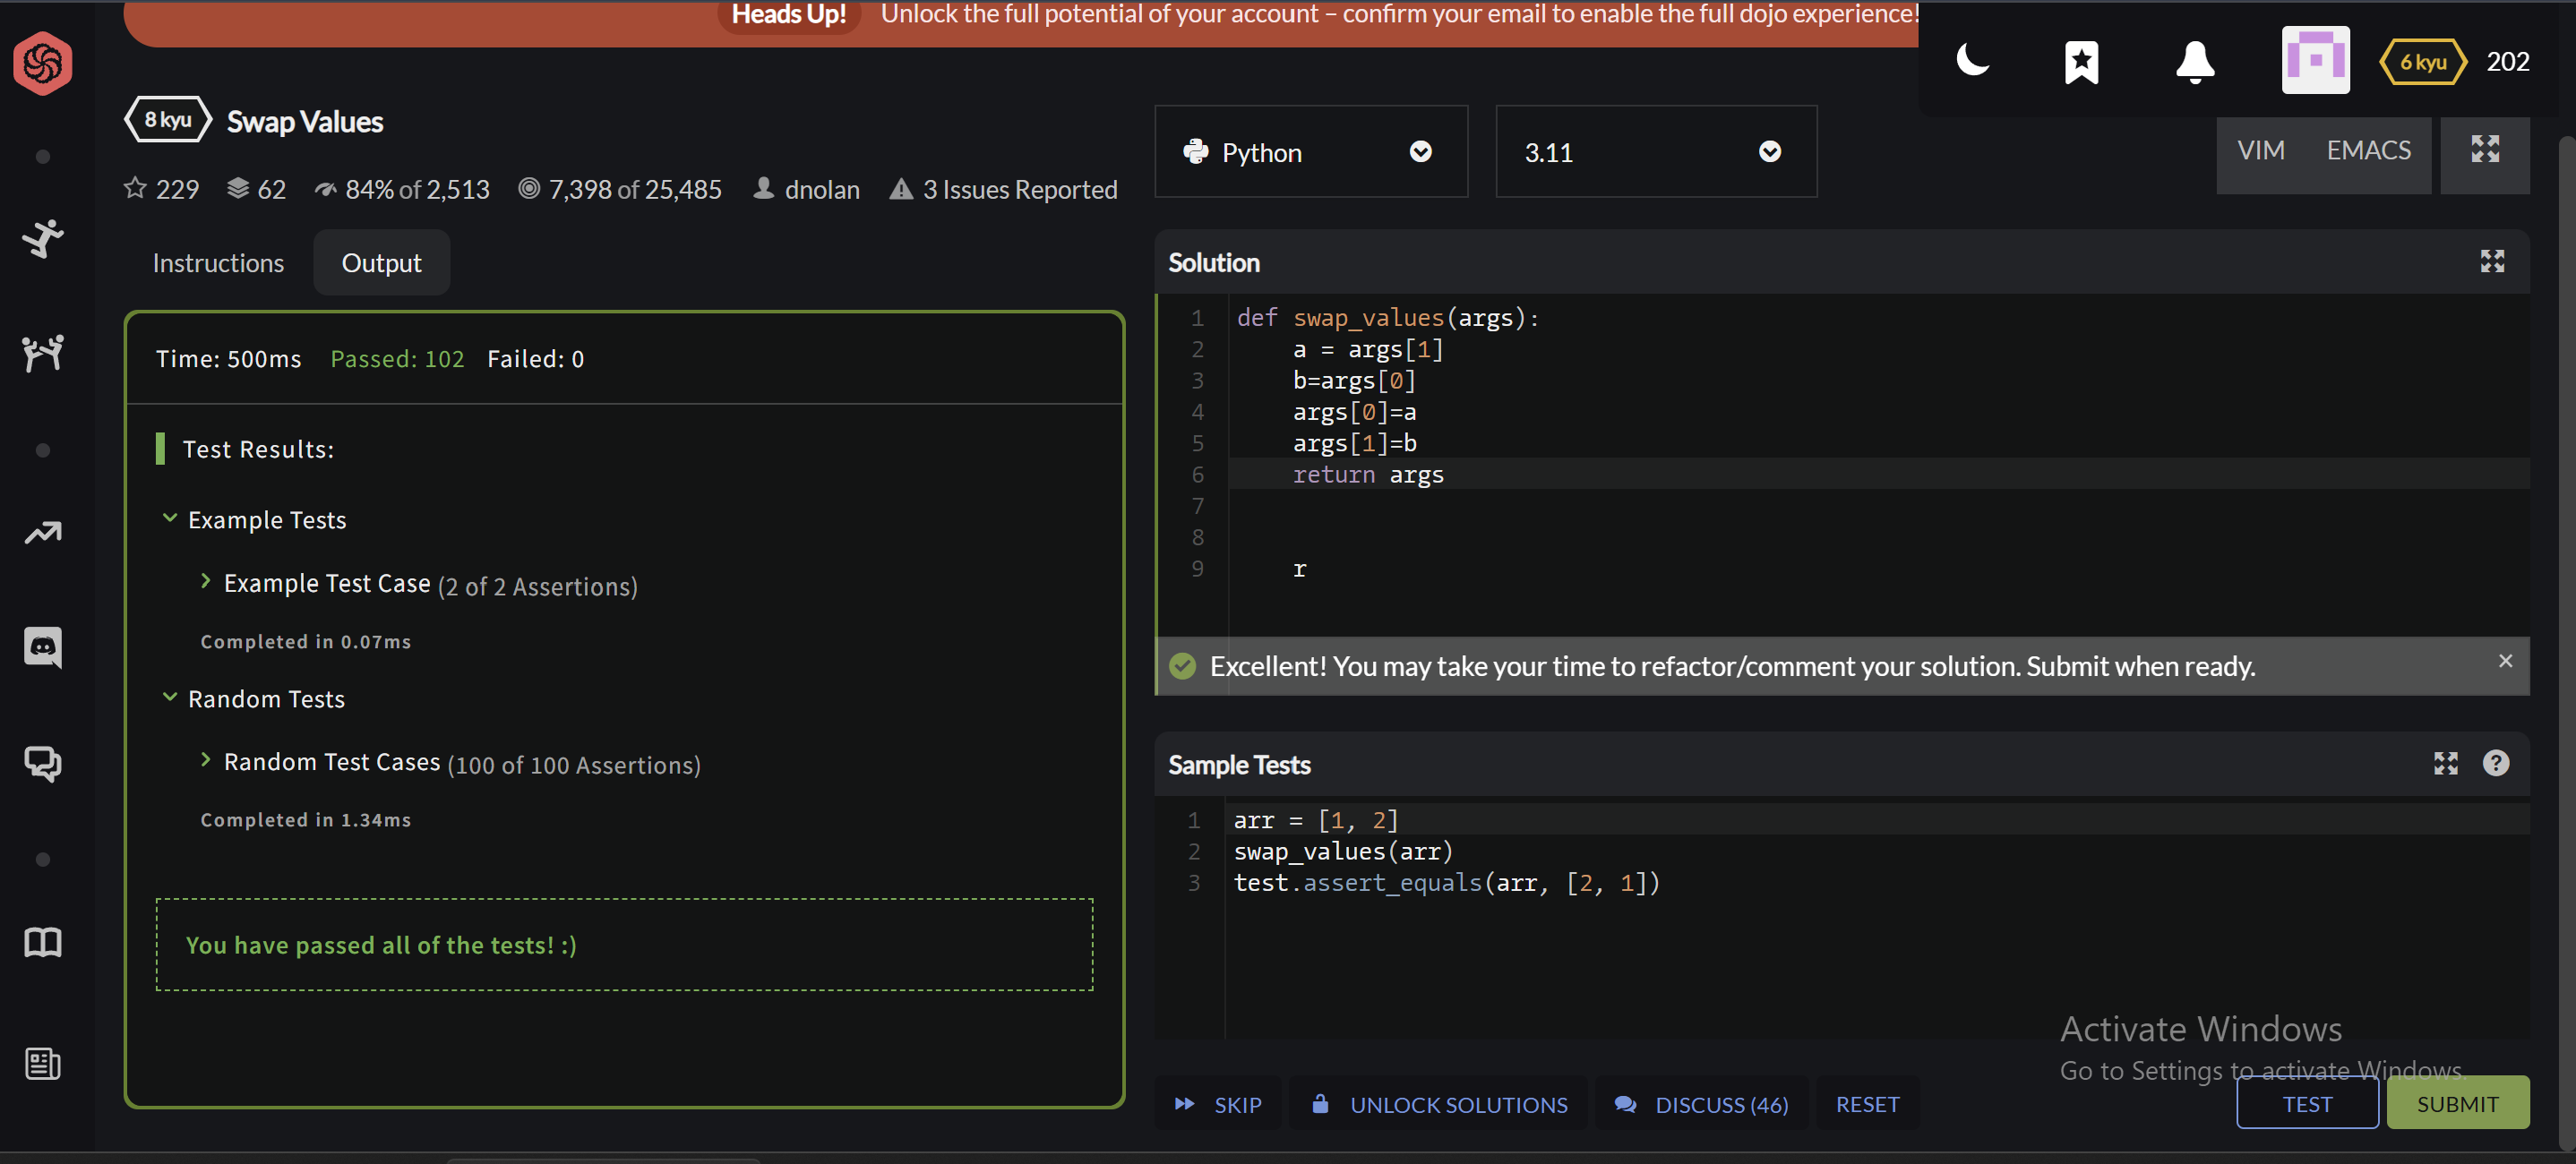 Heads Up! Unlock the full potential of your account – confirm your email to enable the full dojo experience!
6 kyu 202
8 kyu Swap Values
229 62 84% of 2,513 7,398 of 25,485 dnolan 3 Issues Reported
Python 3.11 VIM EMACS
Instructions Output
Time: 500ms Passed: 102 Failed: 0
Test Results:
Example Tests
Example Test Case (2 of 2 Assertions)
Completed in 0.07ms
Random Tests
Random Test Cases (100 of 100 Assertions)
Completed in 1.34ms
You have passed all of the tests! :)
Solution
1 def swap_values(args):
2     a = args[1]
3     b=args[0]
4     args[0]=a
5     args[1]=b
6     return args
7
8
9     r
Excellent! You may take your time to refactor/comment your solution. Submit when ready. ×
Sample Tests ?
1 arr = [1, 2]
2 swap_values(arr)
3 test.assert_equals(arr, [2, 1])
Activate Windows
Go to Settings to activate Windows.
SKIP UNLOCK SOLUTIONS DISCUSS (46) RESET TEST SUBMIT